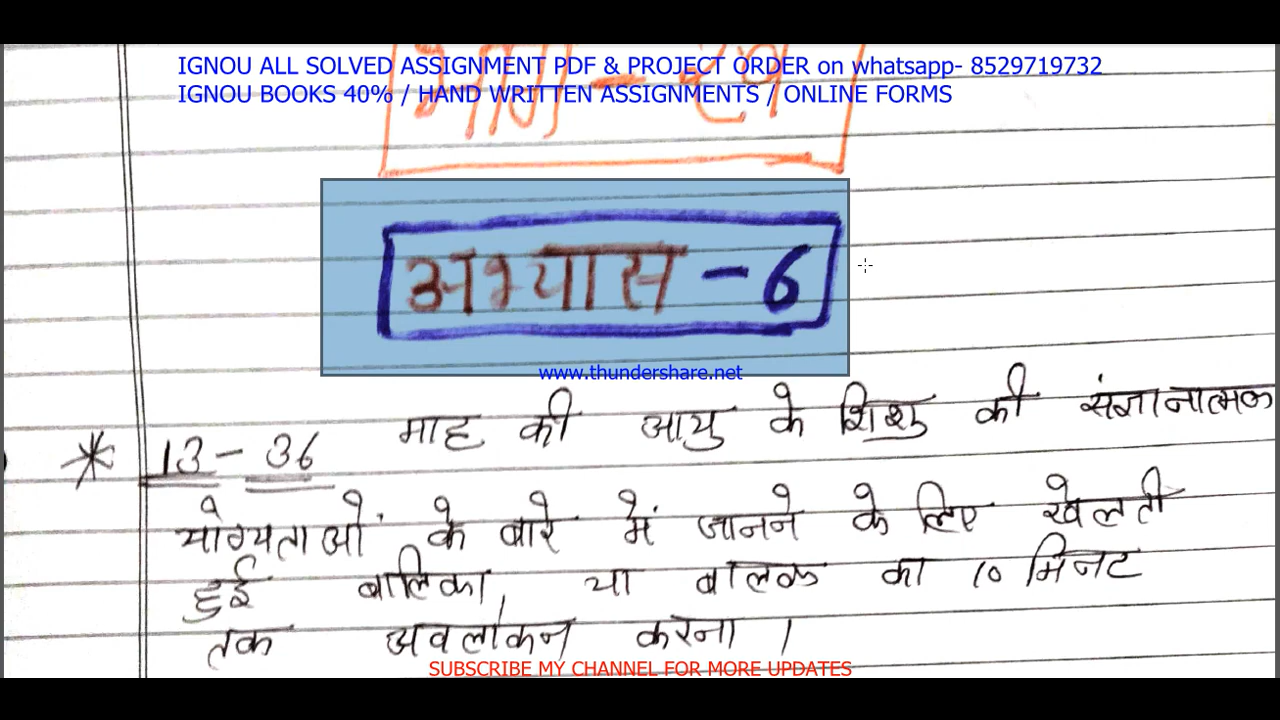 IGNOU ALL SOLVED ASSIGNMENT PDF & PROJECT ORDER on whatsapp- 8529719732
IGNOU BOOKS 40% / HAND WRITTEN ASSIGNMENTS / ONLINE FORMS
अभ्यास - 6
www.thundershare.net
* 13 - 36 माह की आयु के शिशु की संज्ञानात्मक
योग्यताओं के बारे में जानने के लिए खेलती
हुई बालिका, या बालक का 10 मिनट
तक अवलोकन करना ।
SUBSCRIBE MY CHANNEL FOR MORE UPDATES